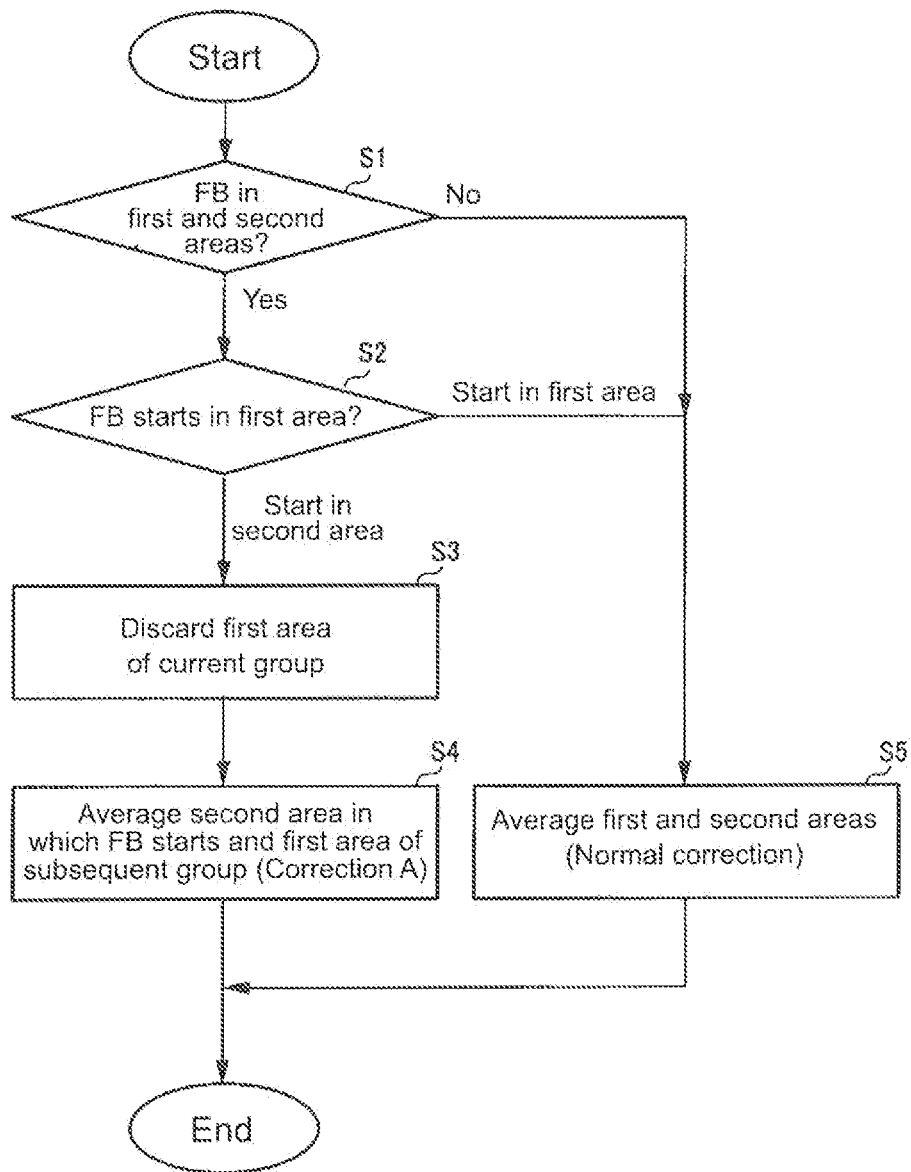 Start
S1
FB in
first and second
areas?
No
Yes
S2
FB starts in first area?
Start in first area
Start in
second area
S3
Discard first area
of current group
S4
Average second area in
which FB starts and first area of
subsequent group (Correction A)
S5
Average first and second areas
(Normal correction)
End